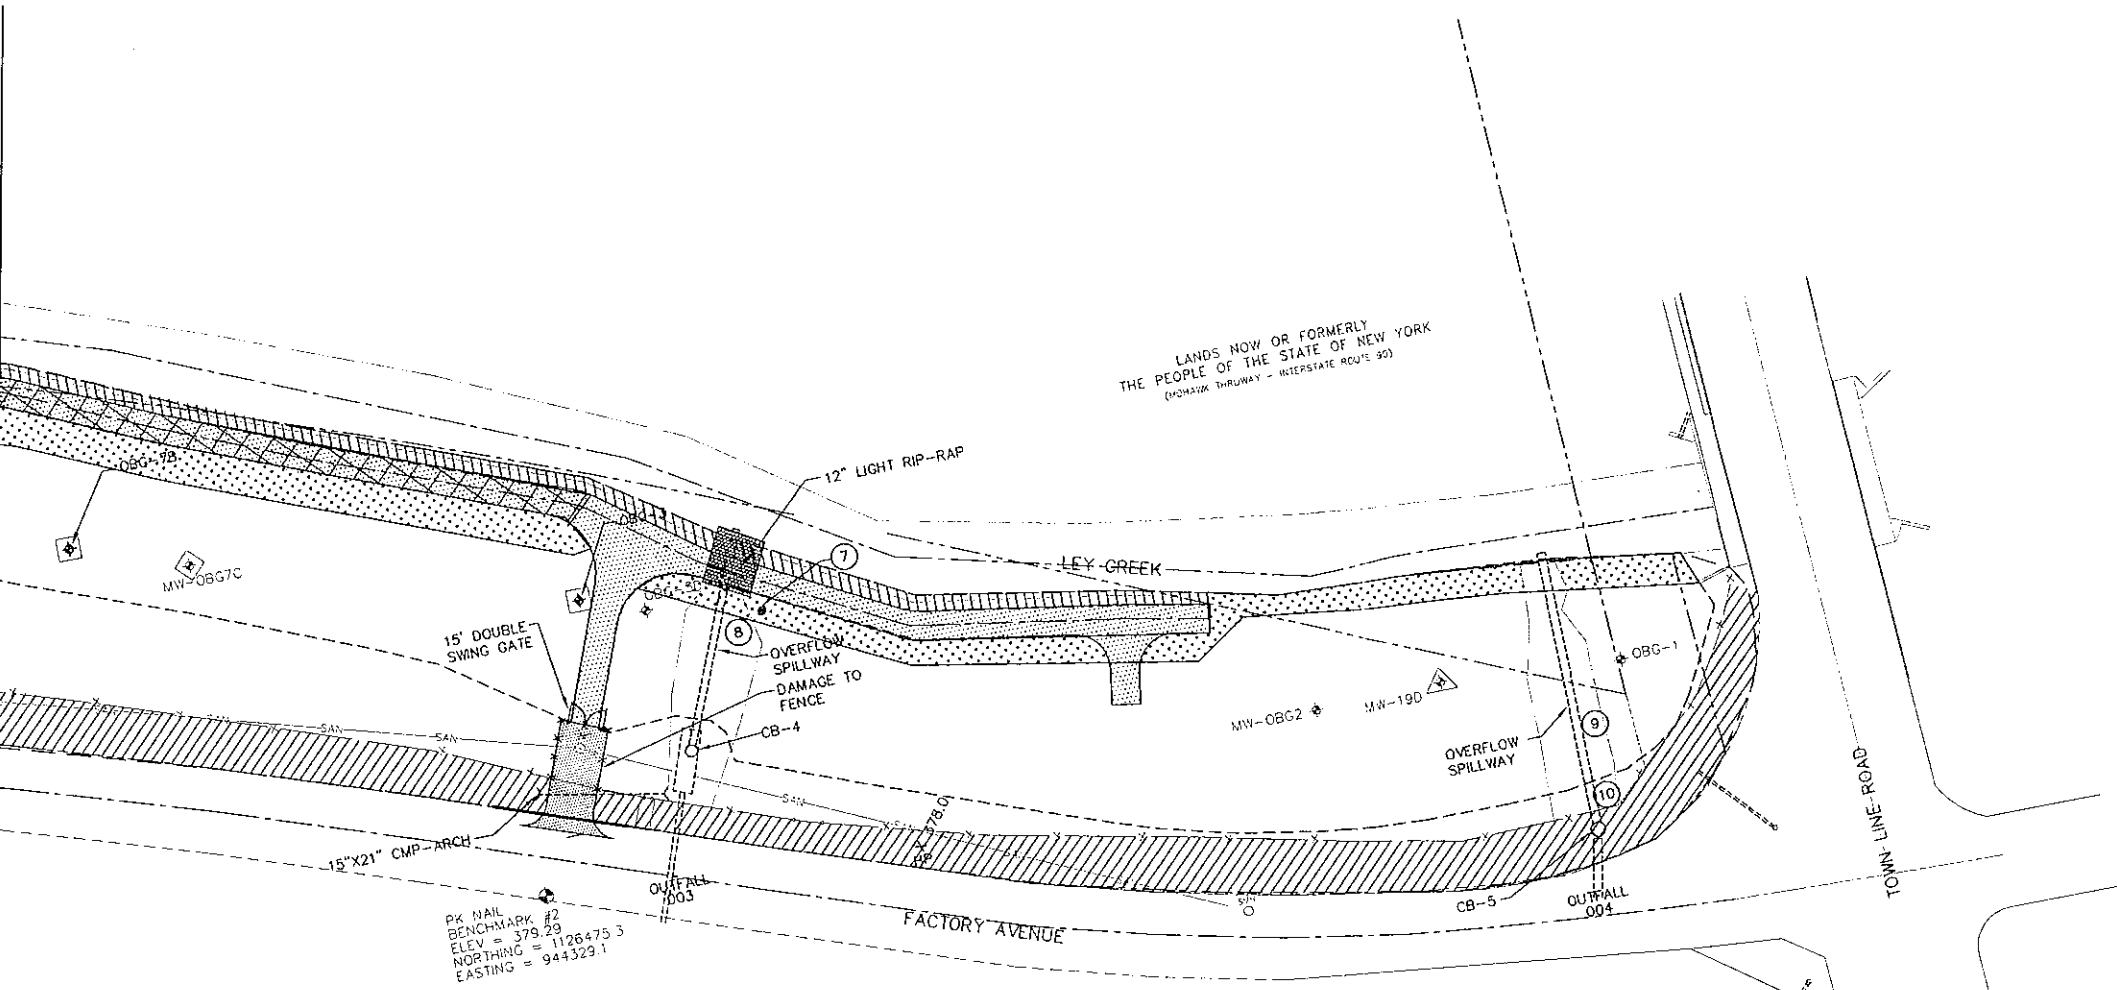 LANDS NOW OR FORMERLY
THE PEOPLE OF THE STATE OF NEW YORK
(MOHAWK THRUWAY - INTERSTATE ROUTE 90)
12" LIGHT RIP-RAP
OBG-7B
MW-OBG7C
7
LEY CREEK
8
15' DOUBLE
SWING GATE
OVERFLOW
SPILLWAY
DAMAGE TO
FENCE
CB-4
OBG-1
MW-19D
MW-OBG2
9
OVERFLOW
SPILLWAY
10
SAN
SAN
SAN
SAN
378.0
15"X21" CMP-ARCH
OUTFALL
003
PK NAIL
BENCHMARK #2
ELEV = 379.29
NORTHING = 1126475.3
EASTING = 944329.1
FACTORY AVENUE
CB-5
OUTFALL
004
TOWN LINE ROAD